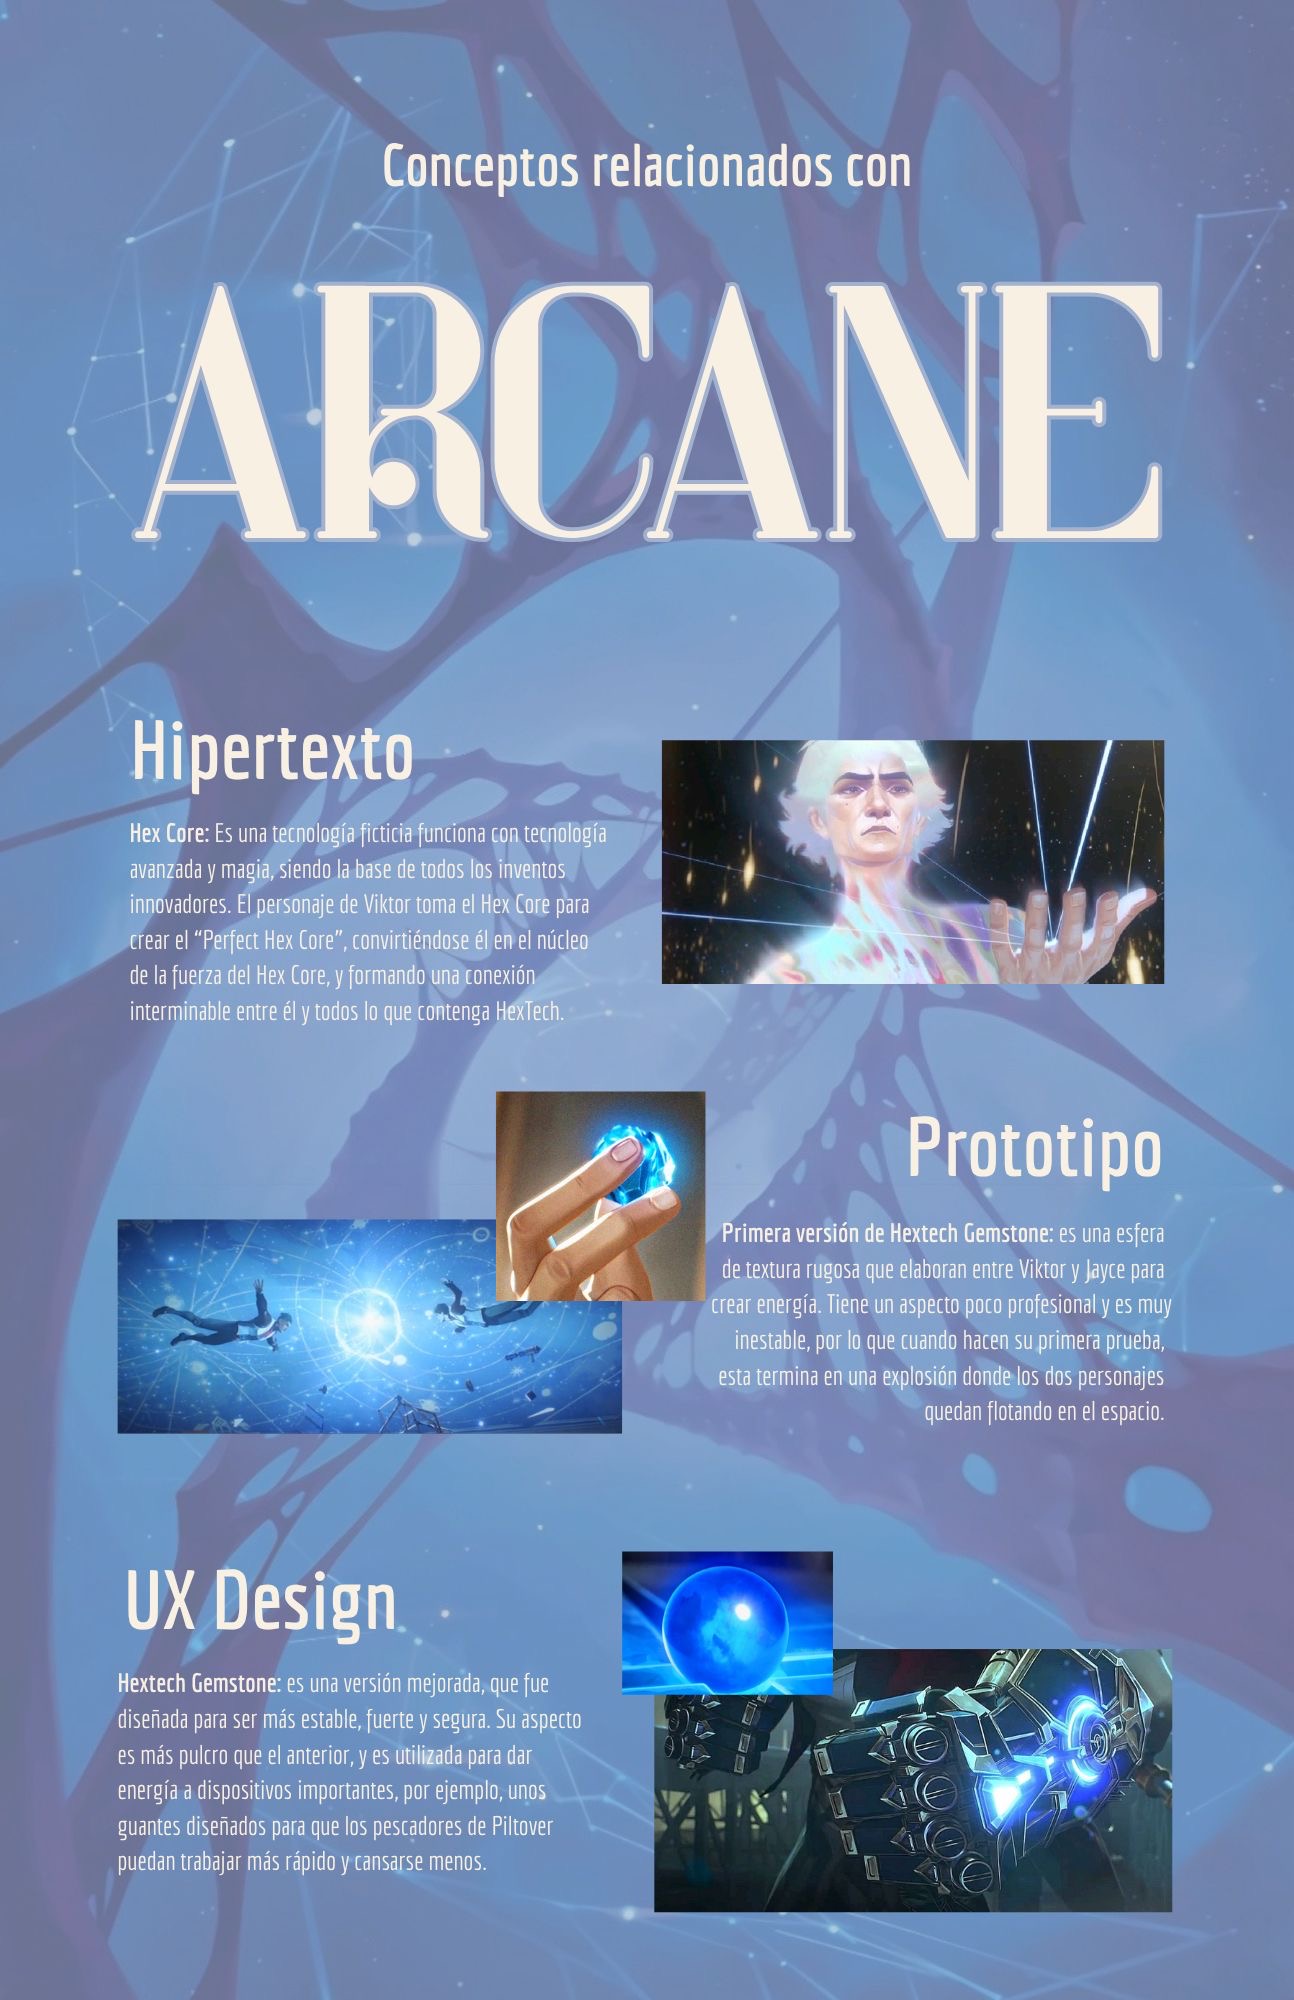 Conceptos relacionados con
ARCANE
Hipertexto
Hex Core: Es una tecnología ficticia funciona con tecnología
avanzada y magia, siendo la base de todos los inventos
innovadores. El personaje de Viktor toma el Hex Core para
crear el “Perfect Hex Core”, convirtiéndose él en el núcleo
de la fuerza del Hex Core, y formando una conexión
interminable entre él y todos lo que contenga HexTech.
Prototipo
Primera versión de Hextech Gemstone: es una esfera
de textura rugosa que elaboran entre Viktor y Jayce para
crear energía. Tiene un aspecto poco profesional y es muy
inestable, por lo que cuando hacen su primera prueba,
esta termina en una explosión donde los dos personajes
quedan flotando en el espacio.
UX Design
Hextech Gemstone: es una versión mejorada, que fue
diseñada para ser más estable, fuerte y segura. Su aspecto
es más pulcro que el anterior, y es utilizada para dar
energía a dispositivos importantes, por ejemplo, unos
guantes diseñados para que los pescadores de Piltover
puedan trabajar más rápido y cansarse menos.